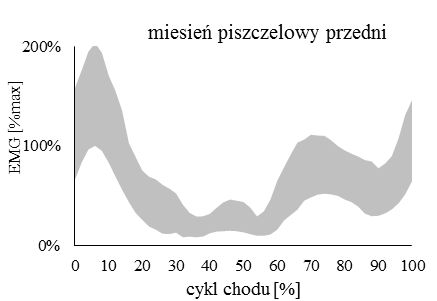 miesień piszczelowy przedni
200%
100%
0%
EMG [%max]
0 10 20 30 40 50 60 70 80 90 100
cykl chodu [%]